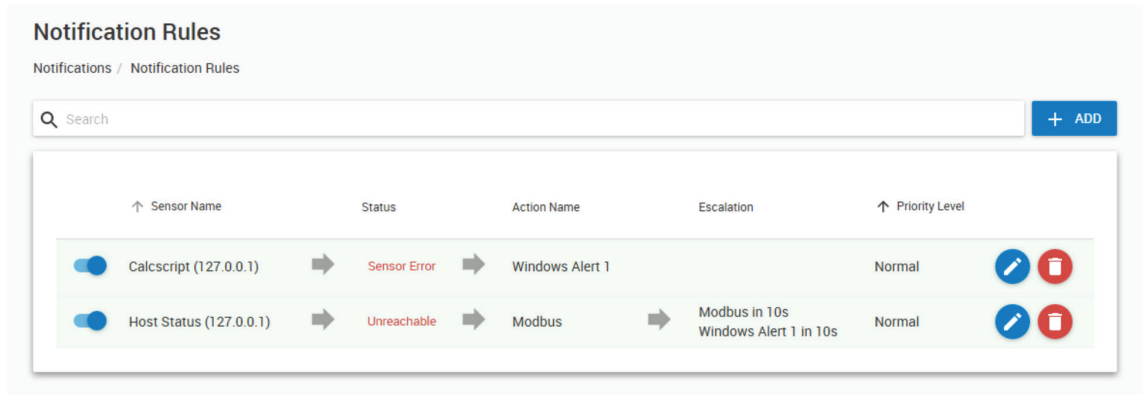 Notification Rules
Notifications / Notification Rules
Search
+ ADD
Sensor Name Status Action Name Escalation Priority Level
Calcscript (127.0.0.1) Sensor Error Windows Alert 1 Normal
Host Status (127.0.0.1) Unreachable Modbus Modbus in 10s Normal
Windows Alert 1 in 10s